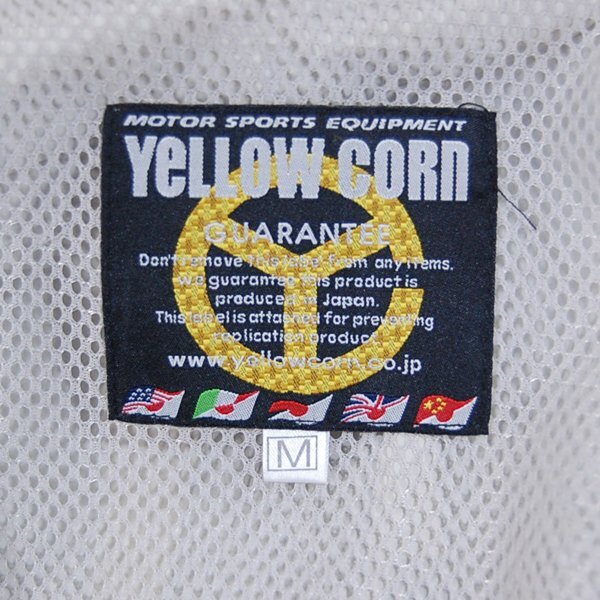 MOTOR SPORTS EQUIPMENT
YELLOW CORN
GUARANTEE
Don't remove this label from any items.
We guarantee this product is
produced in Japan.
This label is attached for preventing
replication product.
www.yellowcorn.co.jp
M